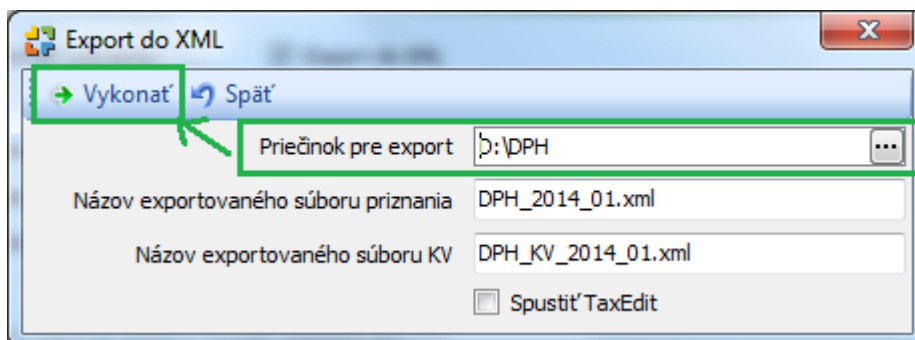 Export do XML
Vykonať Späť
Priečinok pre export D:\DPH ...
Názov exportovaného súboru priznania DPH_2014_01.xml
Názov exportovaného súboru KV DPH_KV_2014_01.xml
Spustiť TaxEdit